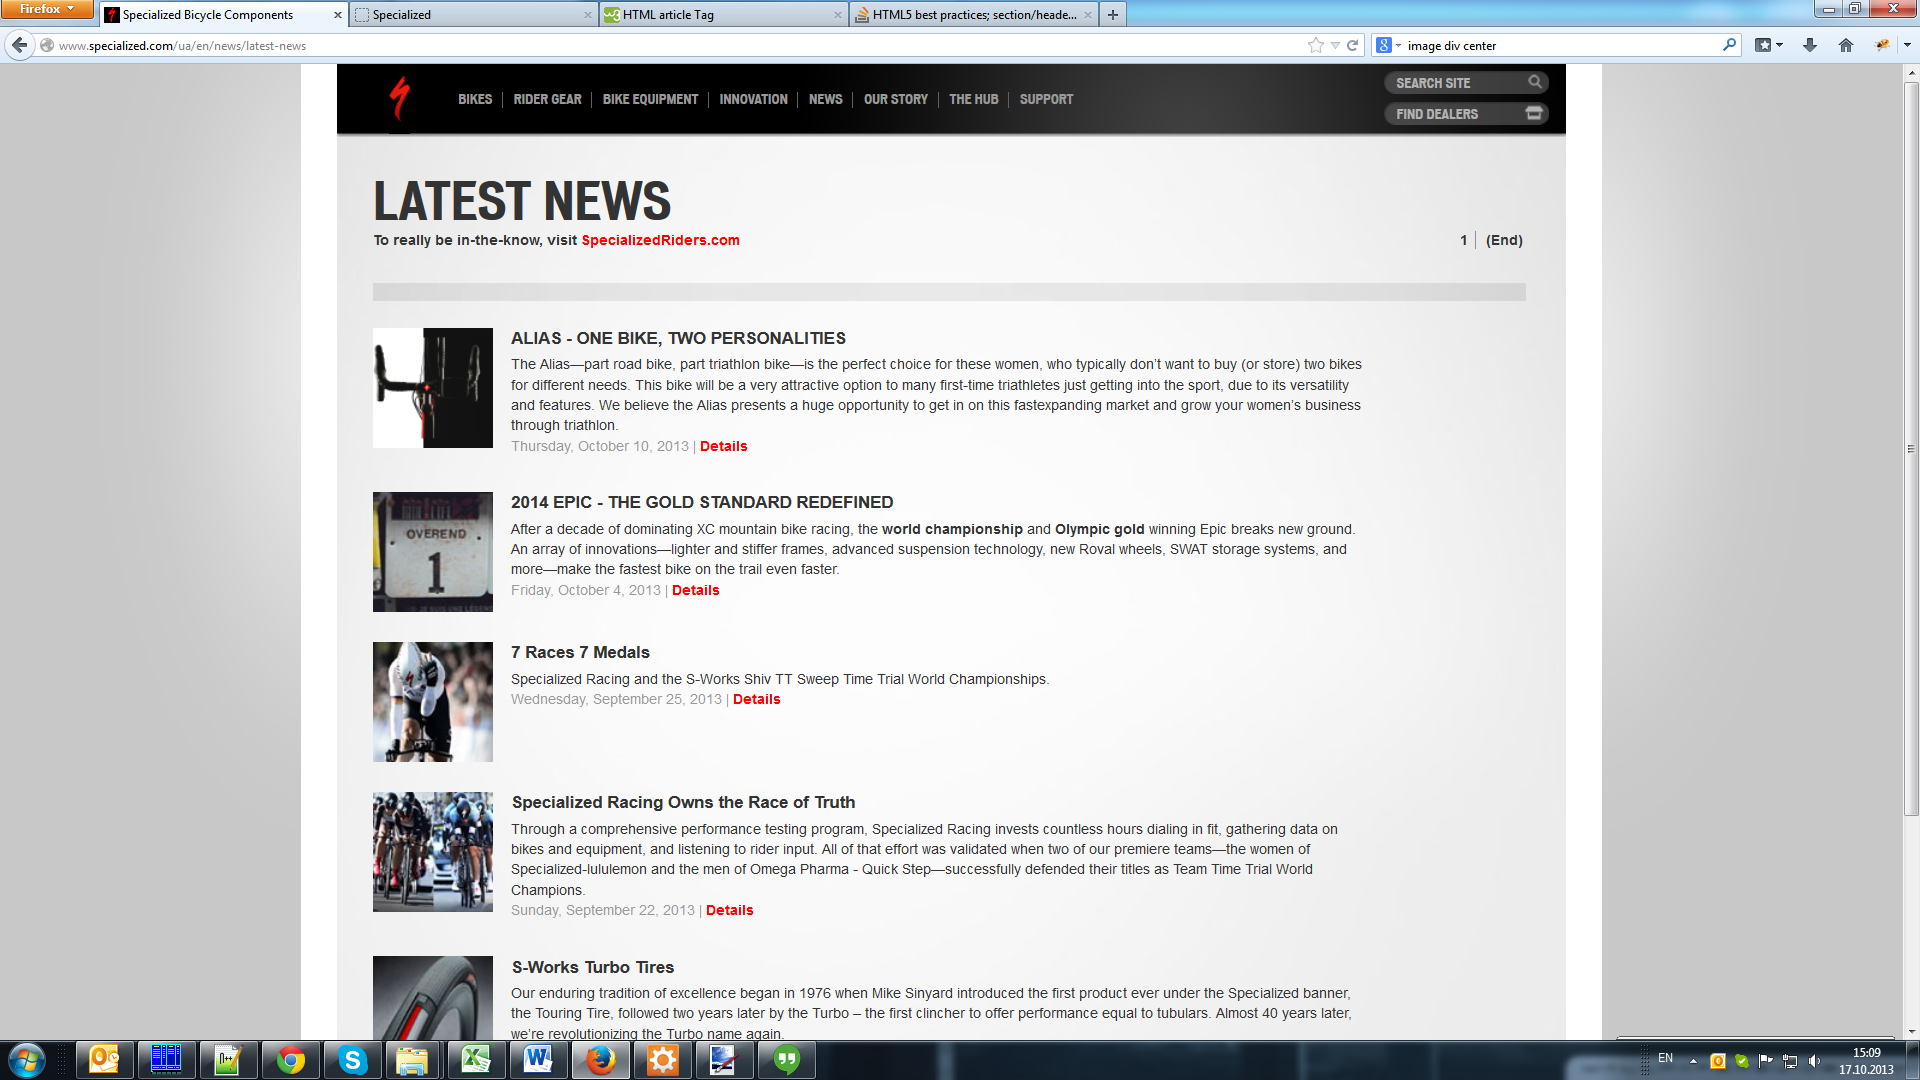 Firefox
Specialized Bicycle Components
Specialized
HTML article Tag
HTML5 best practices; section/heade...
www.specialized.com/ua/en/news/latest-news
image div center
BIKES
RIDER GEAR
BIKE EQUIPMENT
INNOVATION
NEWS
OUR STORY
THE HUB
SUPPORT
SEARCH SITE
FIND DEALERS
LATEST NEWS
To really be in-the-know, visit SpecializedRiders.com
1 | (End)
ALIAS - ONE BIKE, TWO PERSONALITIES
The Alias—part road bike, part triathlon bike—is the perfect choice for these women, who typically don’t want to buy (or store) two bikes
for different needs. This bike will be a very attractive option to many first-time triathletes just getting into the sport, due to its versatility
and features. We believe the Alias presents a huge opportunity to get in on this fastexpanding market and grow your women’s business
through triathlon.
Thursday, October 10, 2013 | Details
OVEREND
1
2014 EPIC - THE GOLD STANDARD REDEFINED
After a decade of dominating XC mountain bike racing, the world championship and Olympic gold winning Epic breaks new ground.
An array of innovations—lighter and stiffer frames, advanced suspension technology, new Roval wheels, SWAT storage systems, and
more—make the fastest bike on the trail even faster.
Friday, October 4, 2013 | Details
7 Races 7 Medals
Specialized Racing and the S-Works Shiv TT Sweep Time Trial World Championships.
Wednesday, September 25, 2013 | Details
Specialized Racing Owns the Race of Truth
Through a comprehensive performance testing program, Specialized Racing invests countless hours dialing in fit, gathering data on
bikes and equipment, and listening to rider input. All of that effort was validated when two of our premiere teams—the women of
Specialized-lululemon and the men of Omega Pharma - Quick Step—successfully defended their titles as Team Time Trial World
Champions.
Sunday, September 22, 2013 | Details
S-Works Turbo Tires
Our enduring tradition of excellence began in 1976 when Mike Sinyard introduced the first product ever under the Specialized banner,
the Touring Tire, followed two years later by the Turbo – the first clincher to offer performance equal to tubulars. Almost 40 years later,
we’re revolutionizing the Turbo name again.
EN
15:09
17.10.2013